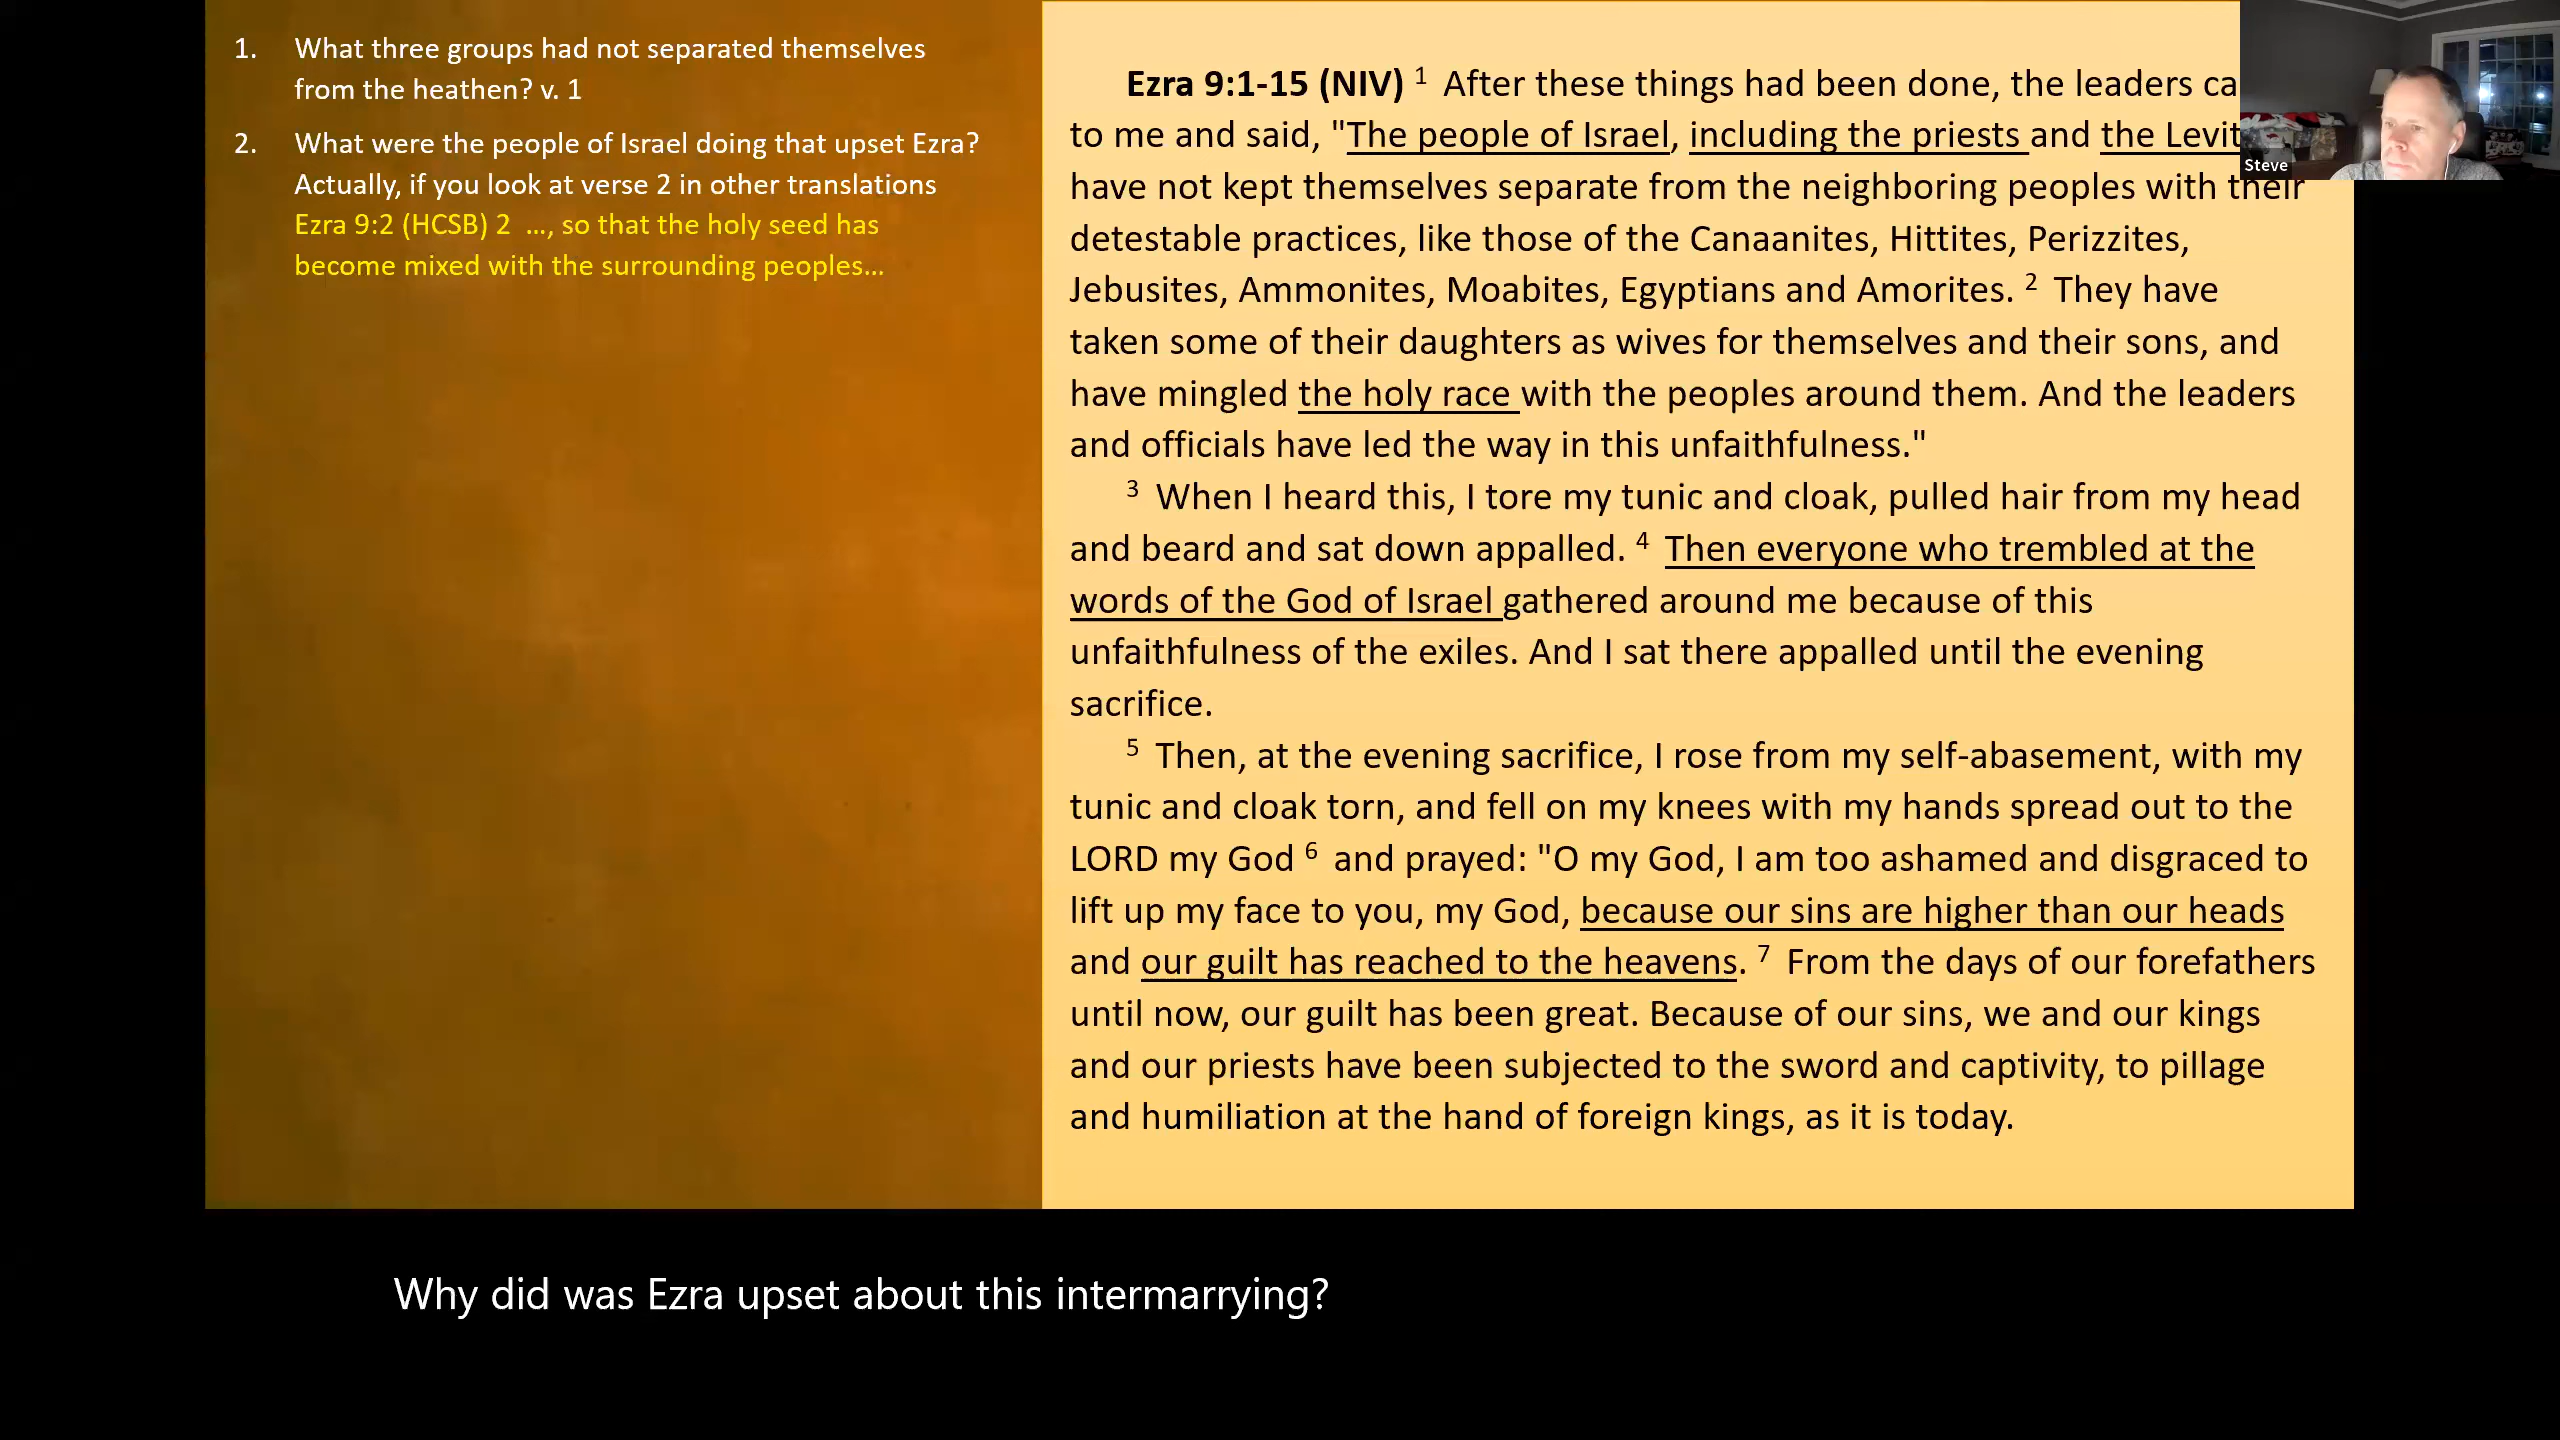 1. What three groups had not separated themselves
from the heathen? v. 1
2. What were the people of Israel doing that upset Ezra?
Actually, if you look at verse 2 in other translations
Ezra 9:2 (HCSB) 2 …, so that the holy seed has
become mixed with the surrounding peoples…
Ezra 9:1-15 (NIV) 1 After these things had been done, the leaders ca
to me and said, "The people of Israel, including the priests and the Levit
have not kept themselves separate from the neighboring peoples with their
detestable practices, like those of the Canaanites, Hittites, Perizzites,
Jebusites, Ammonites, Moabites, Egyptians and Amorites. 2 They have
taken some of their daughters as wives for themselves and their sons, and
have mingled the holy race with the peoples around them. And the leaders
and officials have led the way in this unfaithfulness."
3 When I heard this, I tore my tunic and cloak, pulled hair from my head
and beard and sat down appalled. 4 Then everyone who trembled at the
words of the God of Israel gathered around me because of this
unfaithfulness of the exiles. And I sat there appalled until the evening
sacrifice.
5 Then, at the evening sacrifice, I rose from my self-abasement, with my
tunic and cloak torn, and fell on my knees with my hands spread out to the
LORD my God 6 and prayed: "O my God, I am too ashamed and disgraced to
lift up my face to you, my God, because our sins are higher than our heads
and our guilt has reached to the heavens. 7 From the days of our forefathers
until now, our guilt has been great. Because of our sins, we and our kings
and our priests have been subjected to the sword and captivity, to pillage
and humiliation at the hand of foreign kings, as it is today.
Steve
Why did was Ezra upset about this intermarrying?